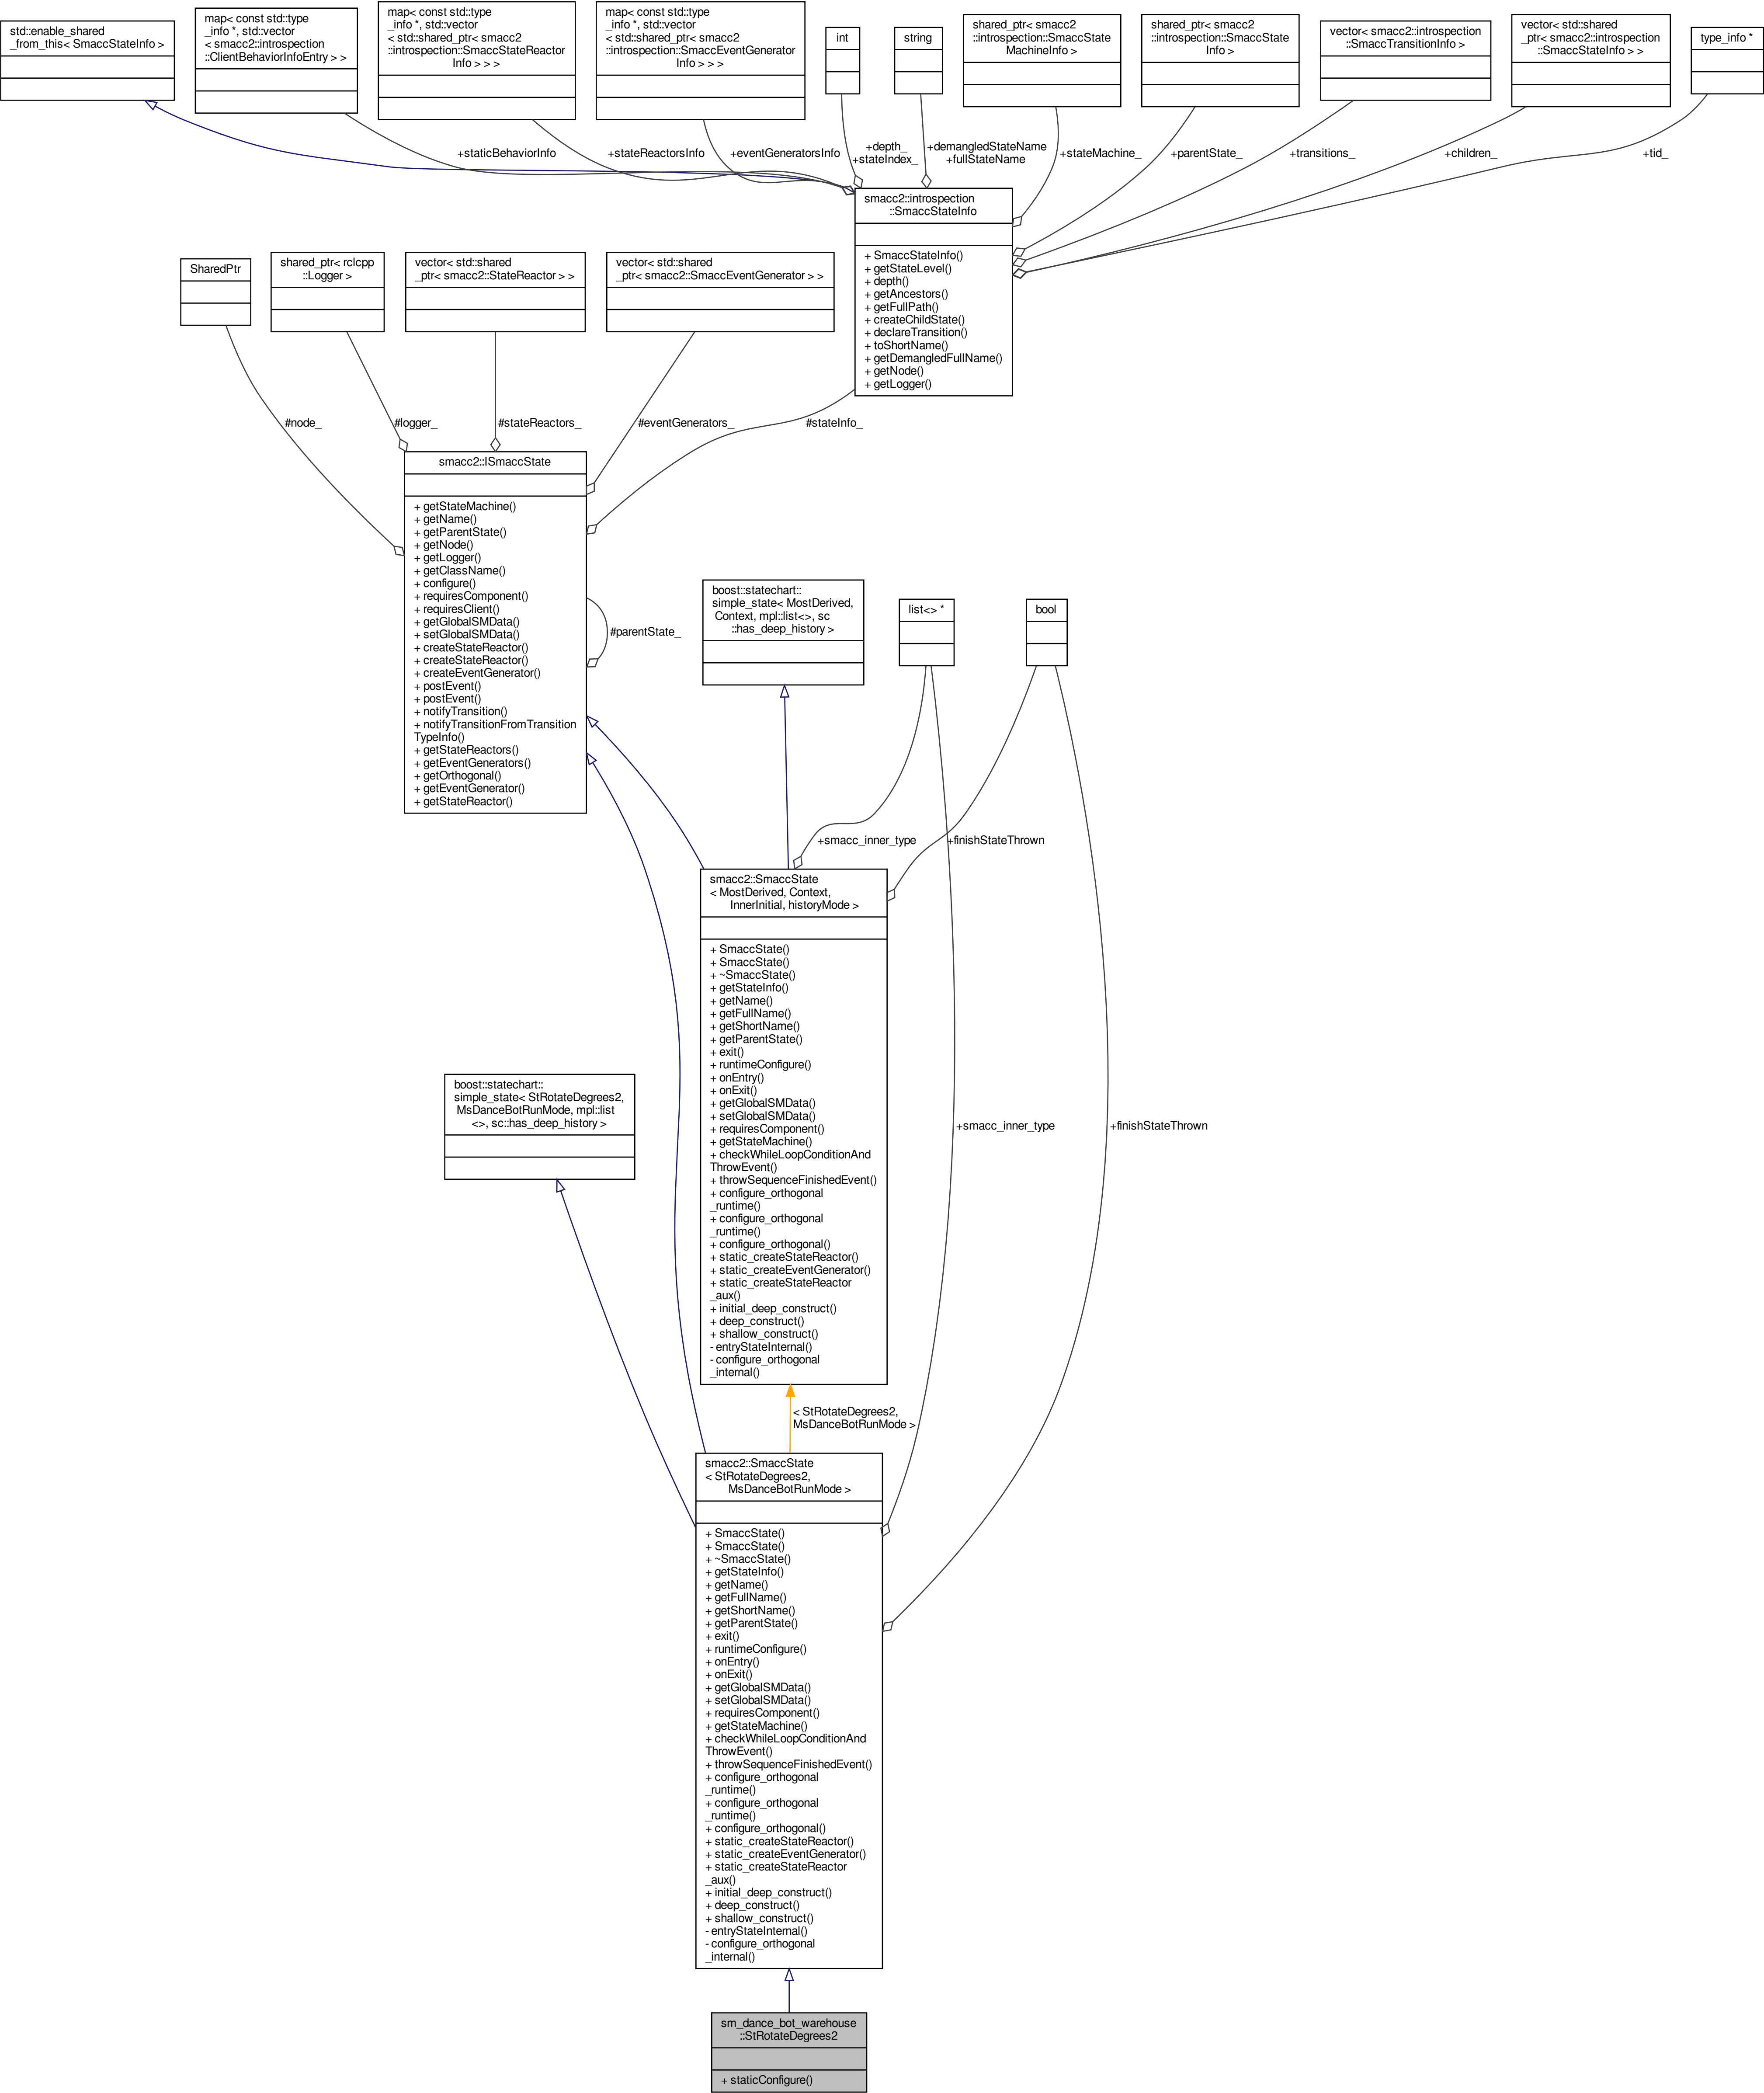 std::enable_shared
_from_this< SmaccStateInfo >
map< const std::type
_info *, std::vector
< smacc2::introspection
::ClientBehaviorInfoEntry > >
map< const std::type
_info *, std::vector
< std::shared_ptr< smacc2
::introspection::SmaccStateReactor
Info > > >
map< const std::type
_info *, std::vector
< std::shared_ptr< smacc2
::introspection::SmaccEventGenerator
Info > > >
int
string
shared_ptr< smacc2
::introspection::SmaccState
MachineInfo >
shared_ptr< smacc2
::introspection::SmaccState
Info >
vector< smacc2::introspection
::SmaccTransitionInfo >
vector< std::shared
_ptr< smacc2::introspection
::SmaccStateInfo > >
type_info *
+staticBehaviorInfo
+stateReactorsInfo
+eventGeneratorsInfo
+depth_
+stateIndex_
+demangledStateName
+fullStateName
+stateMachine_
+parentState_
+transitions_
+children_
+tid_
smacc2::introspection
::SmaccStateInfo
+ SmaccStateInfo()
+ getStateLevel()
+ depth()
+ getAncestors()
+ getFullPath()
+ createChildState()
+ declareTransition()
+ toShortName()
+ getDemangledFullName()
+ getNode()
+ getLogger()
SharedPtr
shared_ptr< rclcpp
::Logger >
vector< std::shared
_ptr< smacc2::StateReactor > >
vector< std::shared
_ptr< smacc2::SmaccEventGenerator > >
#node_
#logger_
#stateReactors_
#eventGenerators_
#stateInfo_
smacc2::ISmaccState
+ getStateMachine()
+ getName()
+ getParentState()
+ getNode()
+ getLogger()
+ getClassName()
+ configure()
+ requiresComponent()
+ requiresClient()
+ getGlobalSMData()
+ setGlobalSMData()
+ createStateReactor()
+ createStateReactor()
+ createEventGenerator()
+ postEvent()
+ postEvent()
+ notifyTransition()
+ notifyTransitionFromTransition
TypeInfo()
+ getStateReactors()
+ getEventGenerators()
+ getOrthogonal()
+ getEventGenerator()
+ getStateReactor()
#parentState_
boost::statechart::
simple_state< MostDerived,
Context, mpl::list<>, sc
::has_deep_history >
list<> *
bool
+smacc_inner_type
+finishStateThrown
smacc2::SmaccState
< MostDerived, Context,
InnerInitial, historyMode >
+ SmaccState()
+ SmaccState()
+ ~SmaccState()
+ getStateInfo()
+ getName()
+ getFullName()
+ getShortName()
+ getParentState()
+ exit()
+ runtimeConfigure()
+ onEntry()
+ onExit()
+ getGlobalSMData()
+ setGlobalSMData()
+ requiresComponent()
+ getStateMachine()
+ checkWhileLoopConditionAnd
ThrowEvent()
+ throwSequenceFinishedEvent()
+ configure_orthogonal
_runtime()
+ configure_orthogonal
_runtime()
+ configure_orthogonal()
+ static_createStateReactor()
+ static_createEventGenerator()
+ static_createStateReactor
_aux()
+ initial_deep_construct()
+ deep_construct()
+ shallow_construct()
- entryStateInternal()
- configure_orthogonal
_internal()
boost::statechart::
simple_state< StRotateDegrees2,
MsDanceBotRunMode, mpl::list
<>, sc::has_deep_history >
+smacc_inner_type
+finishStateThrown
< StRotateDegrees2,
MsDanceBotRunMode >
smacc2::SmaccState
< StRotateDegrees2,
MsDanceBotRunMode >
+ SmaccState()
+ SmaccState()
+ ~SmaccState()
+ getStateInfo()
+ getName()
+ getFullName()
+ getShortName()
+ getParentState()
+ exit()
+ runtimeConfigure()
+ onEntry()
+ onExit()
+ getGlobalSMData()
+ setGlobalSMData()
+ requiresComponent()
+ getStateMachine()
+ checkWhileLoopConditionAnd
ThrowEvent()
+ throwSequenceFinishedEvent()
+ configure_orthogonal
_runtime()
+ configure_orthogonal
_runtime()
+ configure_orthogonal()
+ static_createStateReactor()
+ static_createEventGenerator()
+ static_createStateReactor
_aux()
+ initial_deep_construct()
+ deep_construct()
+ shallow_construct()
- entryStateInternal()
- configure_orthogonal
_internal()
sm_dance_bot_warehouse
::StRotateDegrees2
+ staticConfigure()